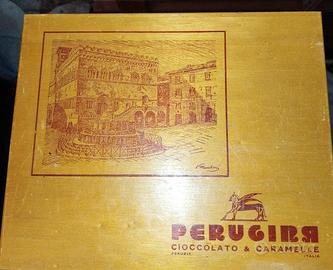 PERUGINA
CIOCCOLATO & CARAMELLE
PERUGIA ITALIA